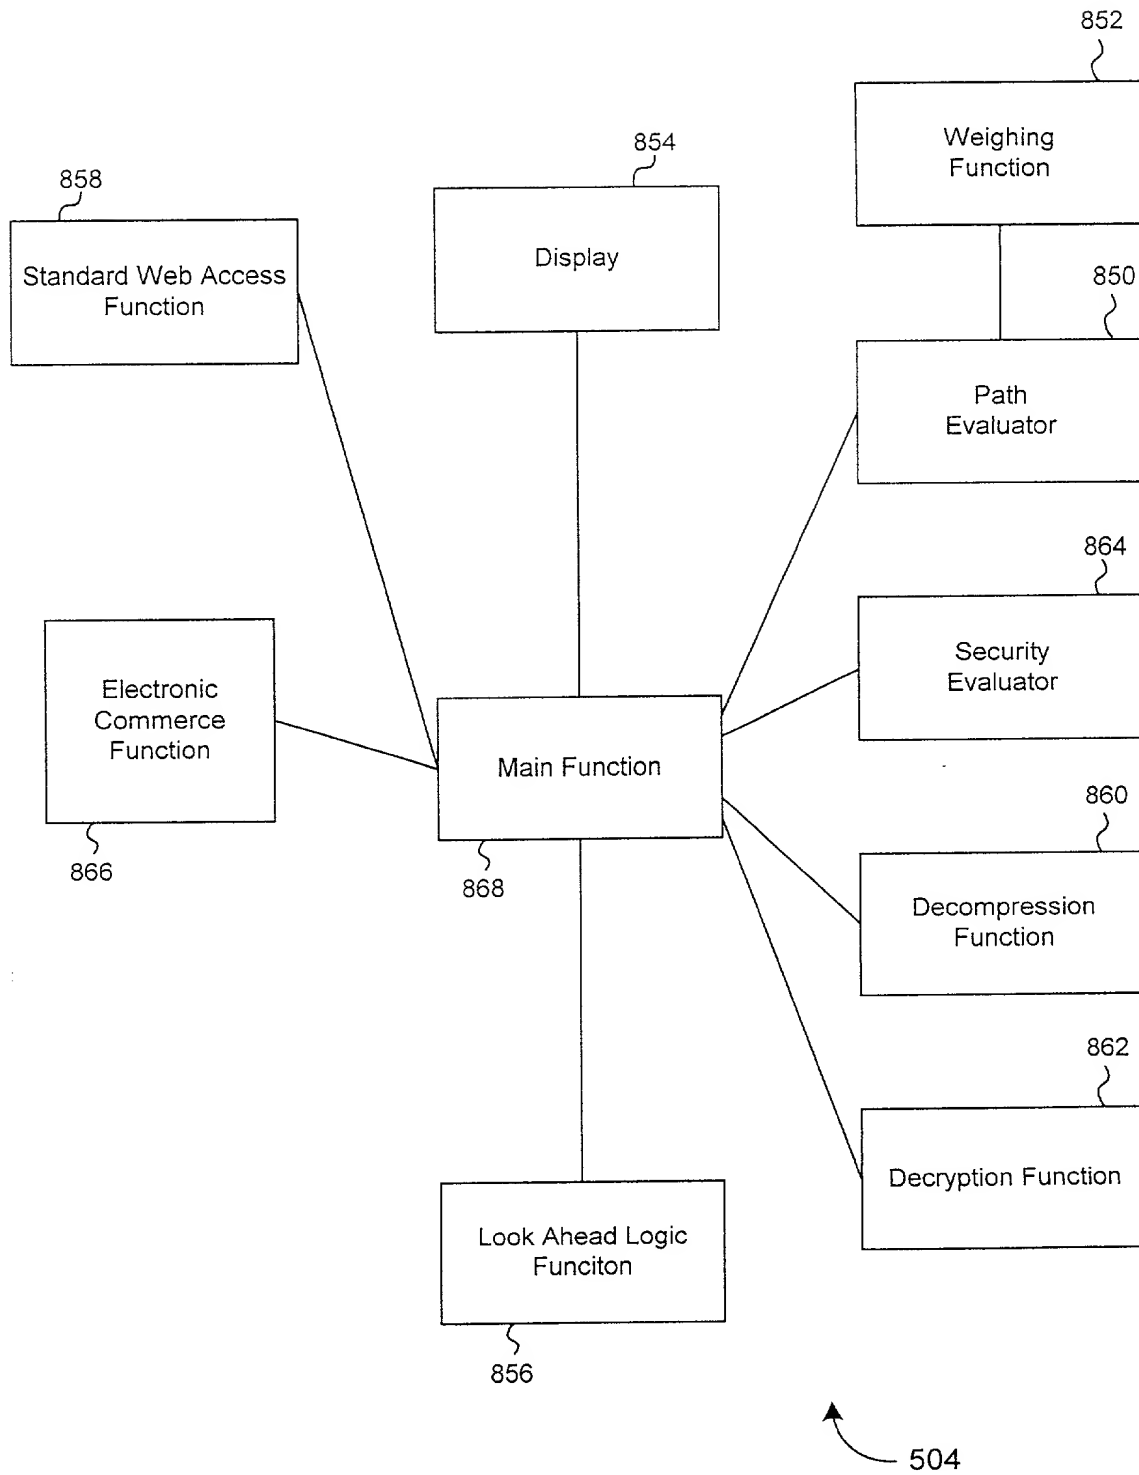 852
Weighing
Function
854
Display
858
Standard Web Access
Function
850
Path
Evaluator
864
Security
Evaluator
Electronic
Commerce
Function
866
Main Function
868
860
Decompression
Function
862
Decryption Function
Look Ahead Logic
Funciton
856
504